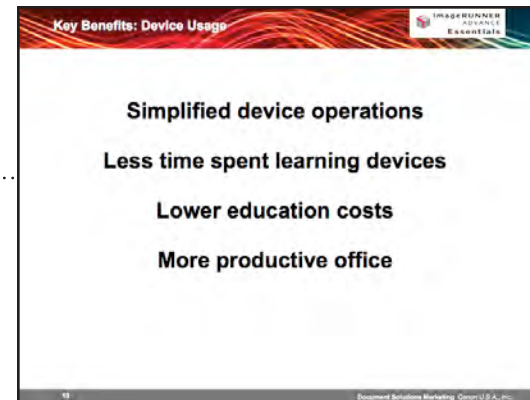 Key Benefits: Device Usage
imageRUNNER
ADVANCE
Essentials
Simplified device operations
Less time spent learning devices
Lower education costs
More productive office
Document Solutions Marketing Canon U.S.A., Inc.